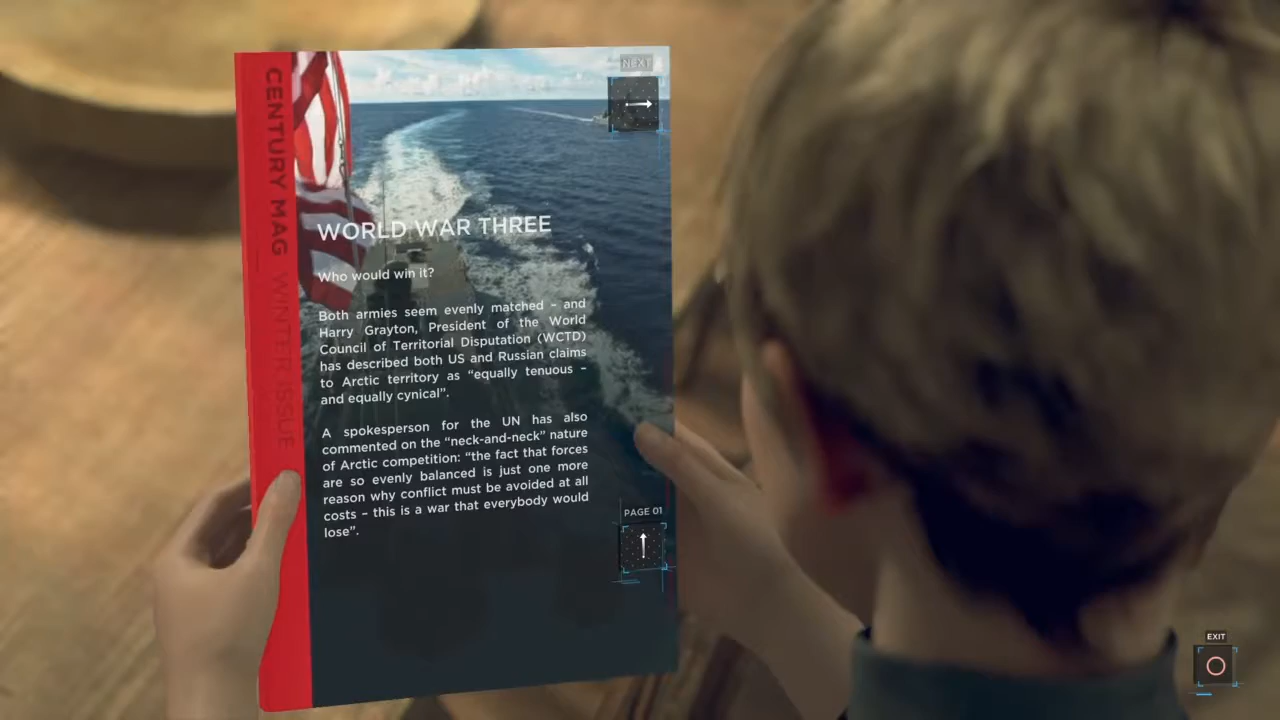 CENTURY MAG WINTER ISSUE
NEXT
WORLD WAR THREE
Who would win it?
Both armies seem evenly matched – and
Harry Grayton, President of the World
Council of Territorial Disputation (WCTD)
has described both US and Russian claims
to Arctic territory as “equally tenuous –
and equally cynical”.
A spokesperson for the UN has also
commented on the “neck-and-neck” nature
of Arctic competition: “the fact that forces
are so evenly balanced is just one more
reason why conflict must be avoided at all
costs – this is a war that everybody would
lose”.
PAGE 01
EXIT